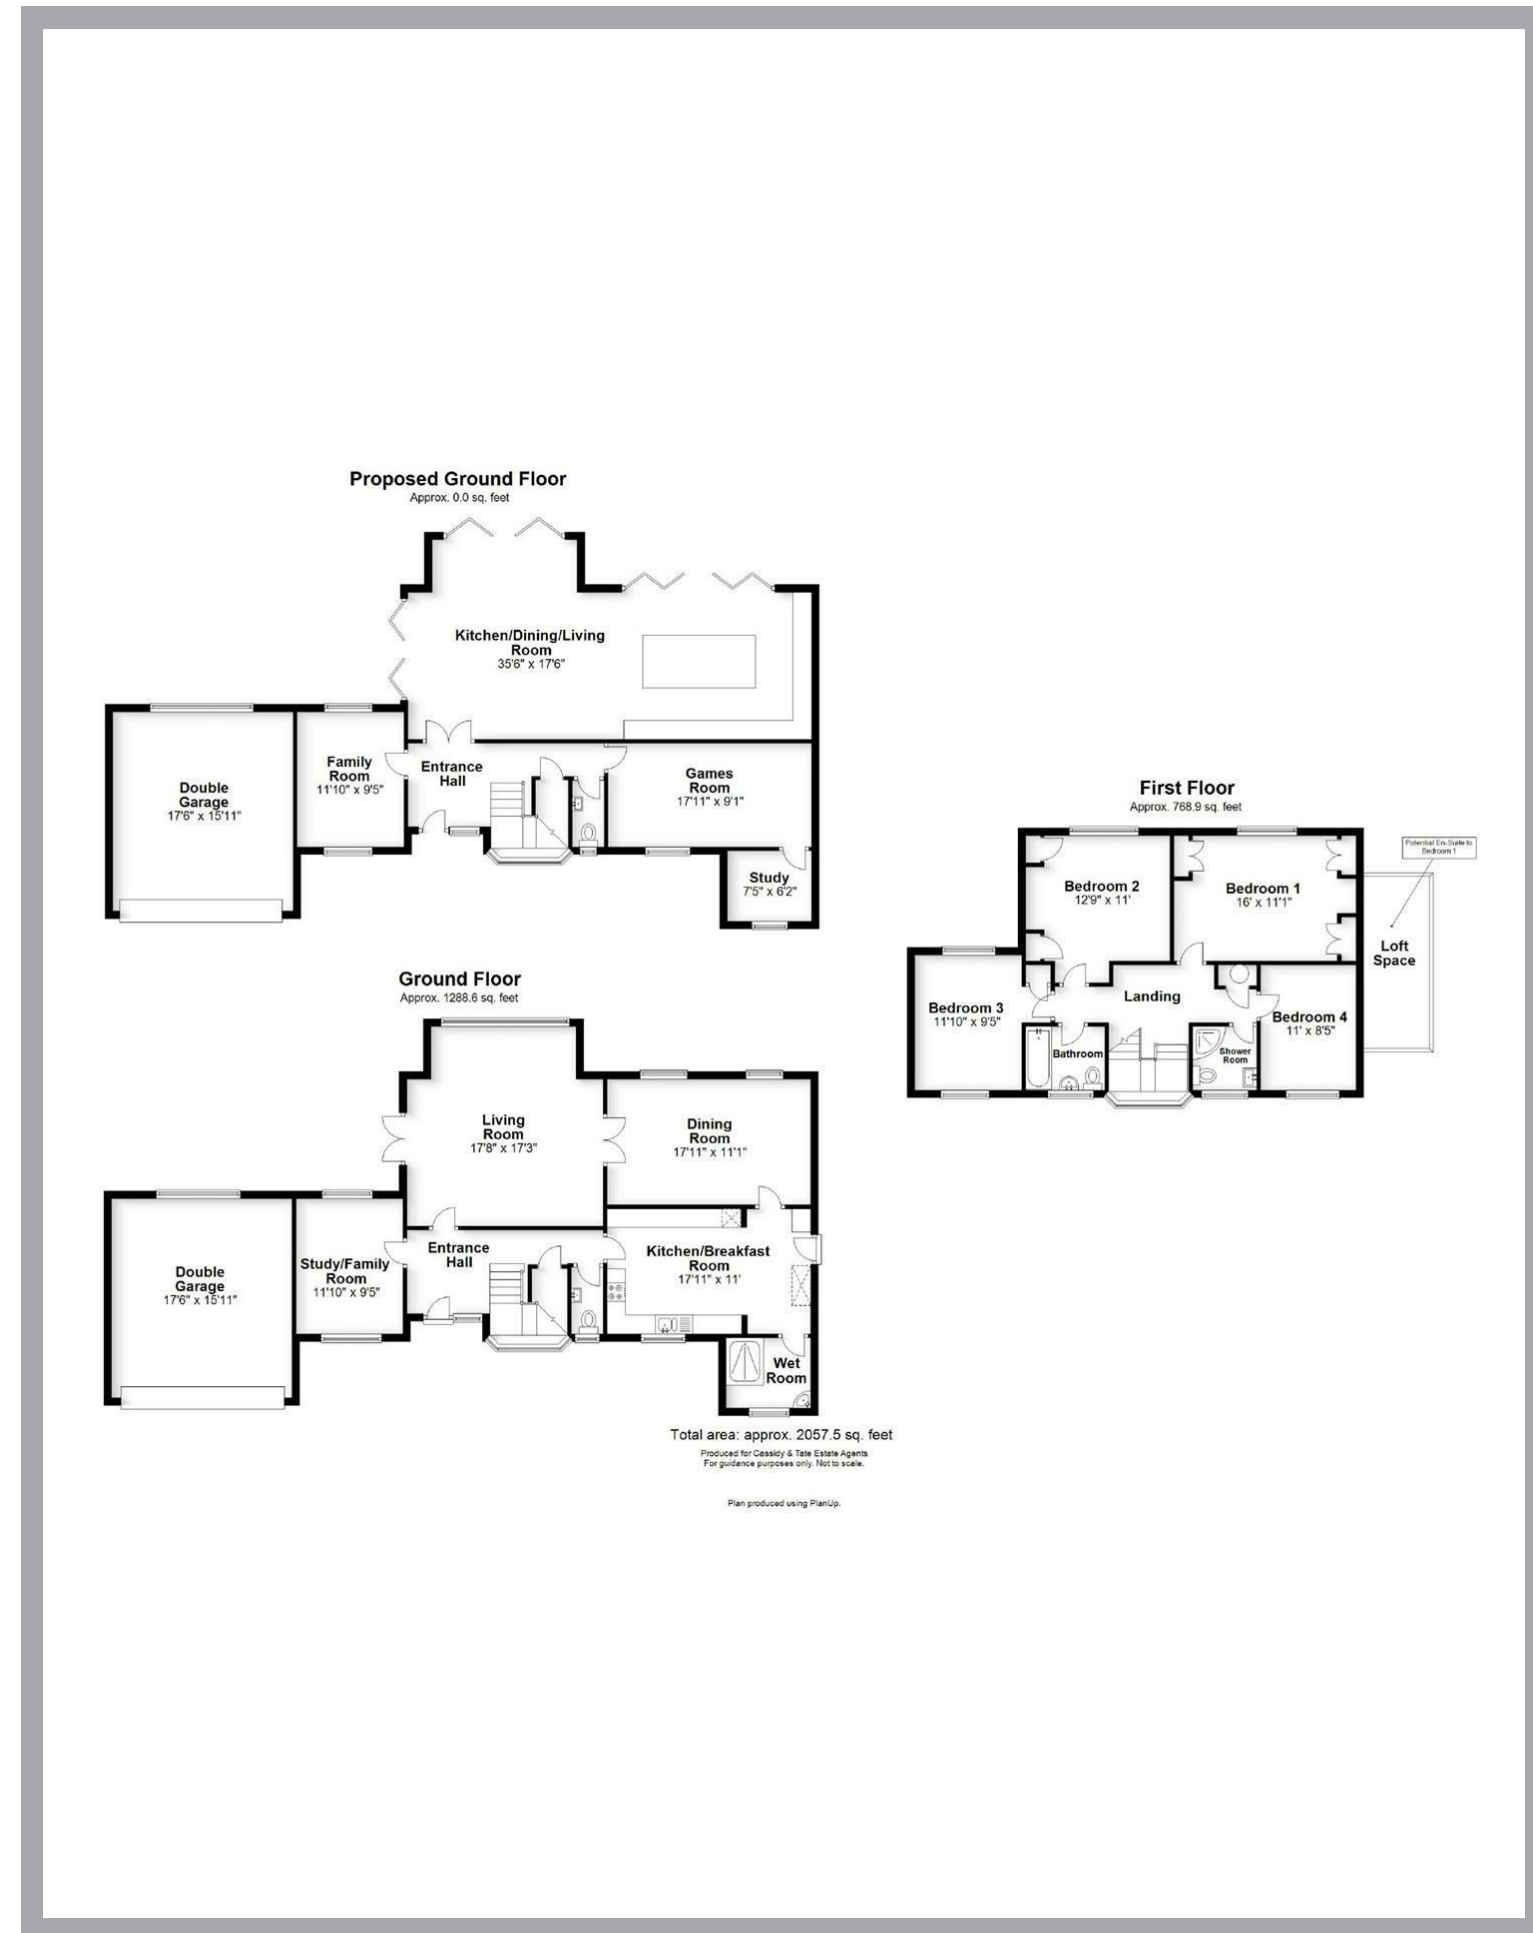 Proposed Ground Floor
Approx. 0.0 sq. feet
Kitchen/Dining/Living
Room
35'6" x 17'6"
Family
Room
11'10" x 9'5"
Entrance
Hall
Games
Room
17'11" x 9'1"
Double
Garage
17'6" x 15'11"
Study
7'5" x 6'2"
First Floor
Approx. 768.9 sq. feet
Potential En-Suite to
Bedroom 1
Bedroom 2
12'9" x 11'
Bedroom 1
16' x 11'1"
Loft
Space
Landing
Bedroom 3
11'10" x 9'5"
Bedroom 4
11' x 8'5"
Bathroom
Shower
Room
Ground Floor
Approx. 1288.6 sq. feet
Living
Room
17'8" x 17'3"
Dining
Room
17'11" x 11'1"
Entrance
Hall
Kitchen/Breakfast
Room
17'11" x 11'
Study/Family
Room
11'10" x 9'5"
Double
Garage
17'6" x 15'11"
Wet
Room
Total area: approx. 2057.5 sq. feet
Produced for Cassidy & Tate Estate Agents
For guidance purposes only. Not to scale.
Plan produced using PlanUp.